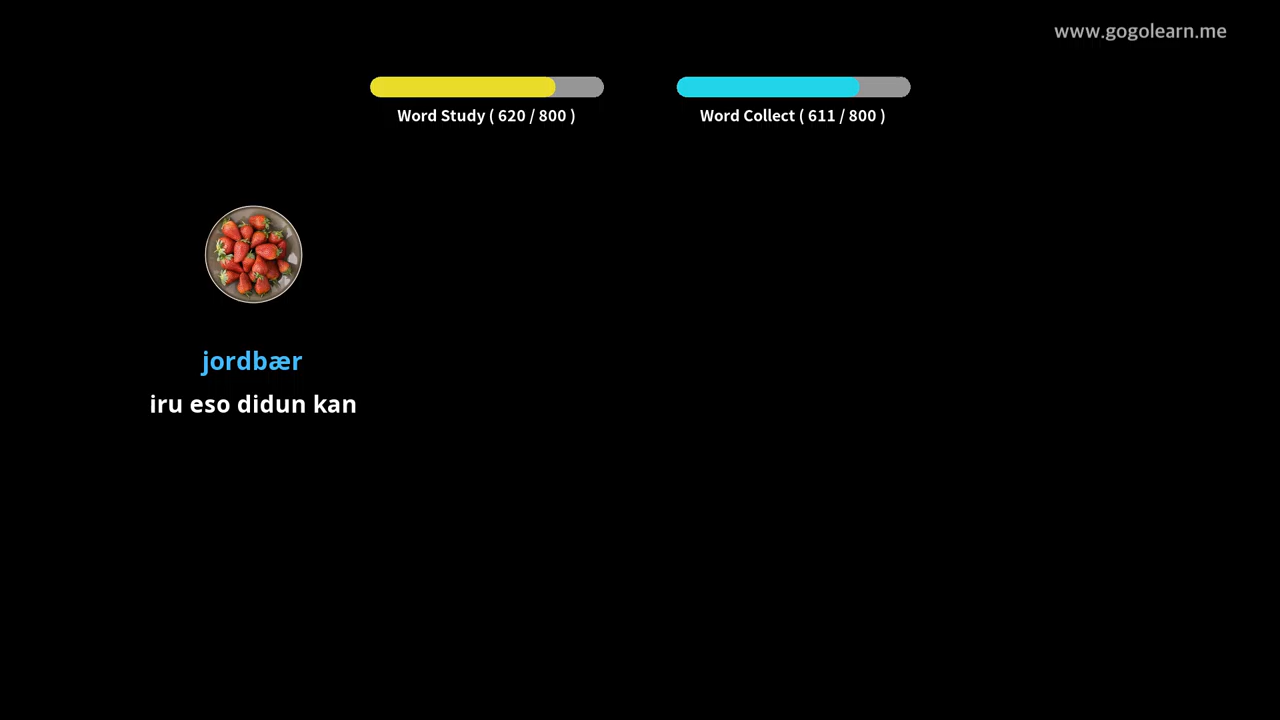 www.gogolearn.me
Word Study ( 620 / 800 )
Word Collect ( 611 / 800 )
jordbær
iru eso didun kan